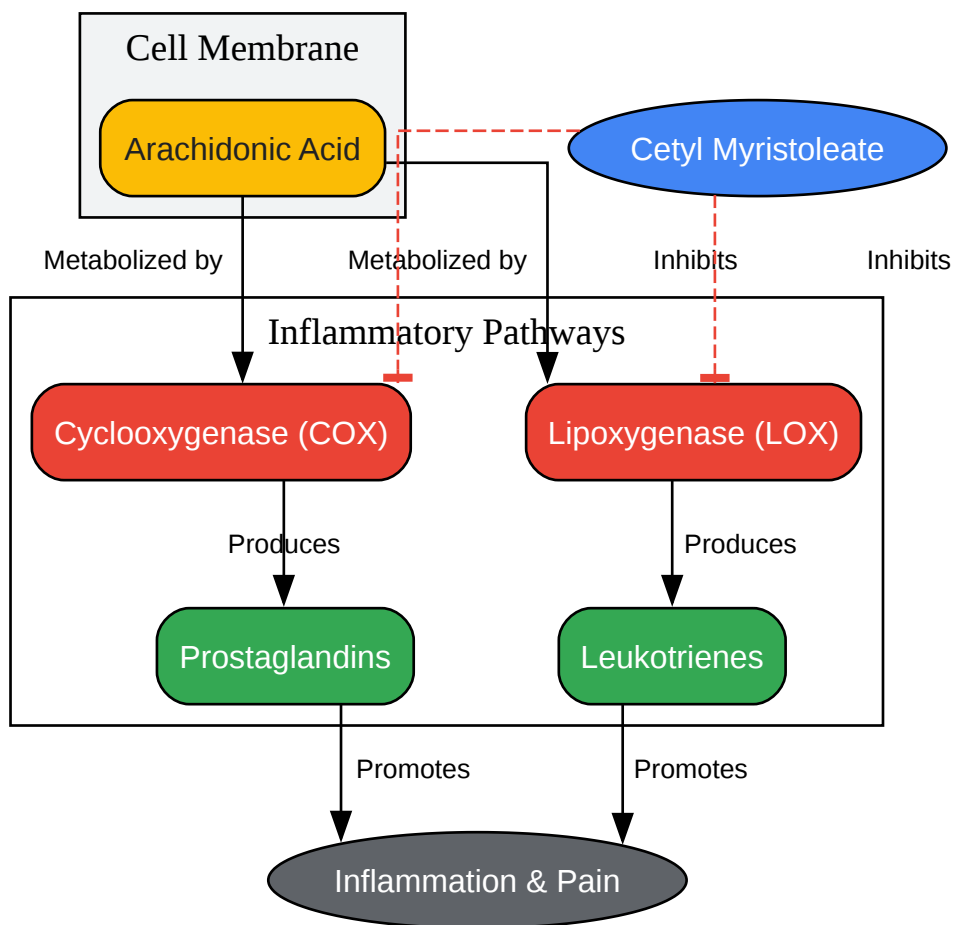 Cell Membrane
Arachidonic Acid
Cetyl Myristoleate
Metabolized by
Metabolized by
Inhibits
Inhibits
Inflammatory Pathways
Cyclooxygenase (COX)
Lipoxygenase (LOX)
Produces
Produces
Prostaglandins
Leukotrienes
Promotes
Promotes
Inflammation & Pain